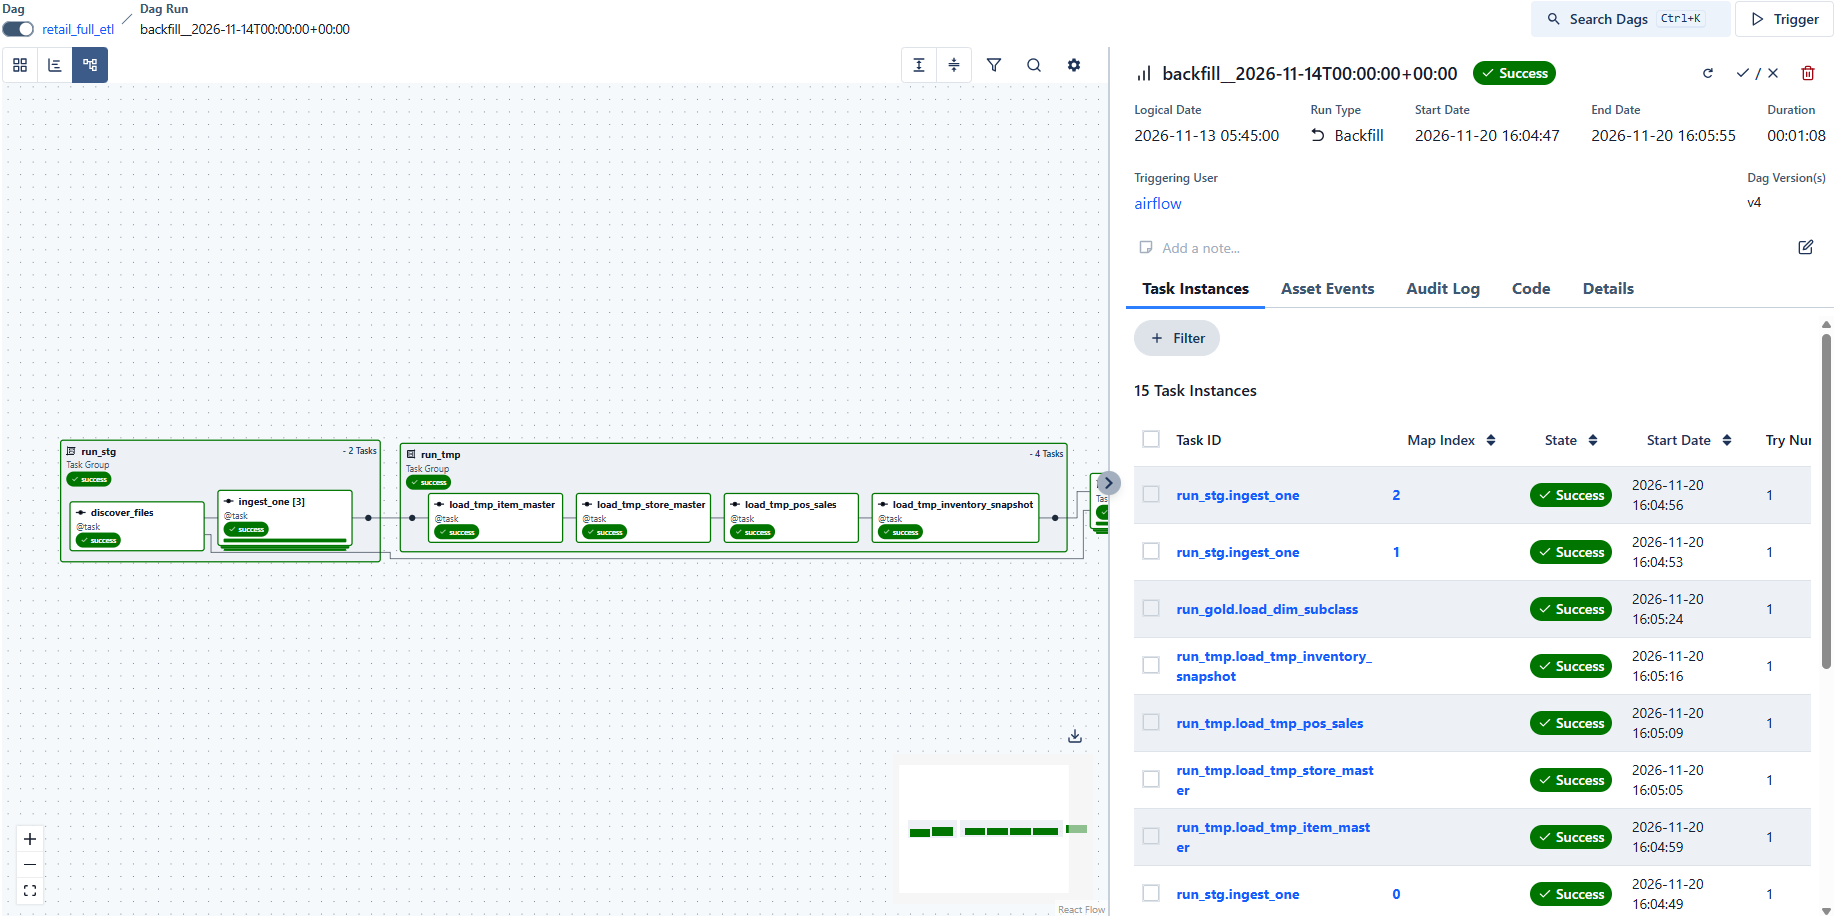 Dag
retail_full_etl
/
Dag Run
backfill__2026-11-14T00:00:00+00:00
Search Dags Ctrl+K
Trigger
backfill__2026-11-14T00:00:00+00:00
Success
/
Logical Date
2026-11-13 05:45:00
Run Type
Backfill
Start Date
2026-11-20 16:04:47
End Date
2026-11-20 16:05:55
Duration
00:01:08
Triggering User
airflow
Dag Version(s)
v4
Add a note...
Task Instances
Asset Events
Audit Log
Code
Details
+ Filter
15 Task Instances
Task ID Map Index State Start Date Try Nur
run_stg.ingest_one 2 Success 2026-11-20 1
16:04:56
run_stg.ingest_one 1 Success 2026-11-20 1
16:04:53
run_gold.load_dim_subclass Success 2026-11-20 1
16:05:24
run_tmp.load_tmp_inventory_
snapshot Success 2026-11-20 1
16:05:16
run_tmp.load_tmp_pos_sales Success 2026-11-20 1
16:05:09
run_tmp.load_tmp_store_mast
er Success 2026-11-20 1
16:05:05
run_tmp.load_tmp_item_mast
er Success 2026-11-20 1
16:04:59
run_stg.ingest_one 0 Success 2026-11-20 1
16:04:49
run_stg - 2 Tasks
Task Group
success
discover_files
@task
success
ingest_one [3]
@task
success
run_tmp - 4 Tasks
Task Group
success
load_tmp_item_master
@task
success
load_tmp_store_master
@task
success
load_tmp_pos_sales
@task
success
load_tmp_inventory_snapshot
@task
success
Tas
React Flow